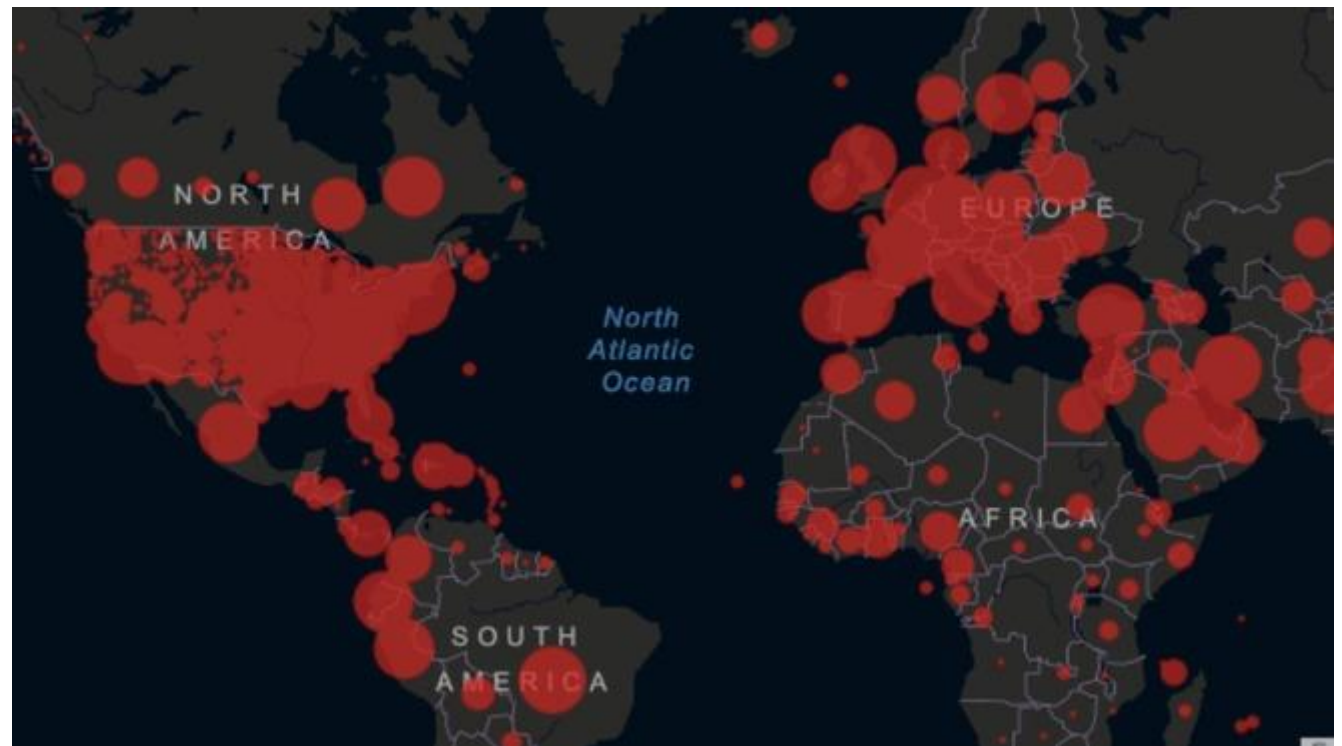 NORTH
AMERICA
EUROPE
North
Atlantic
Ocean
AFRICA
SOUTH
AMERICA